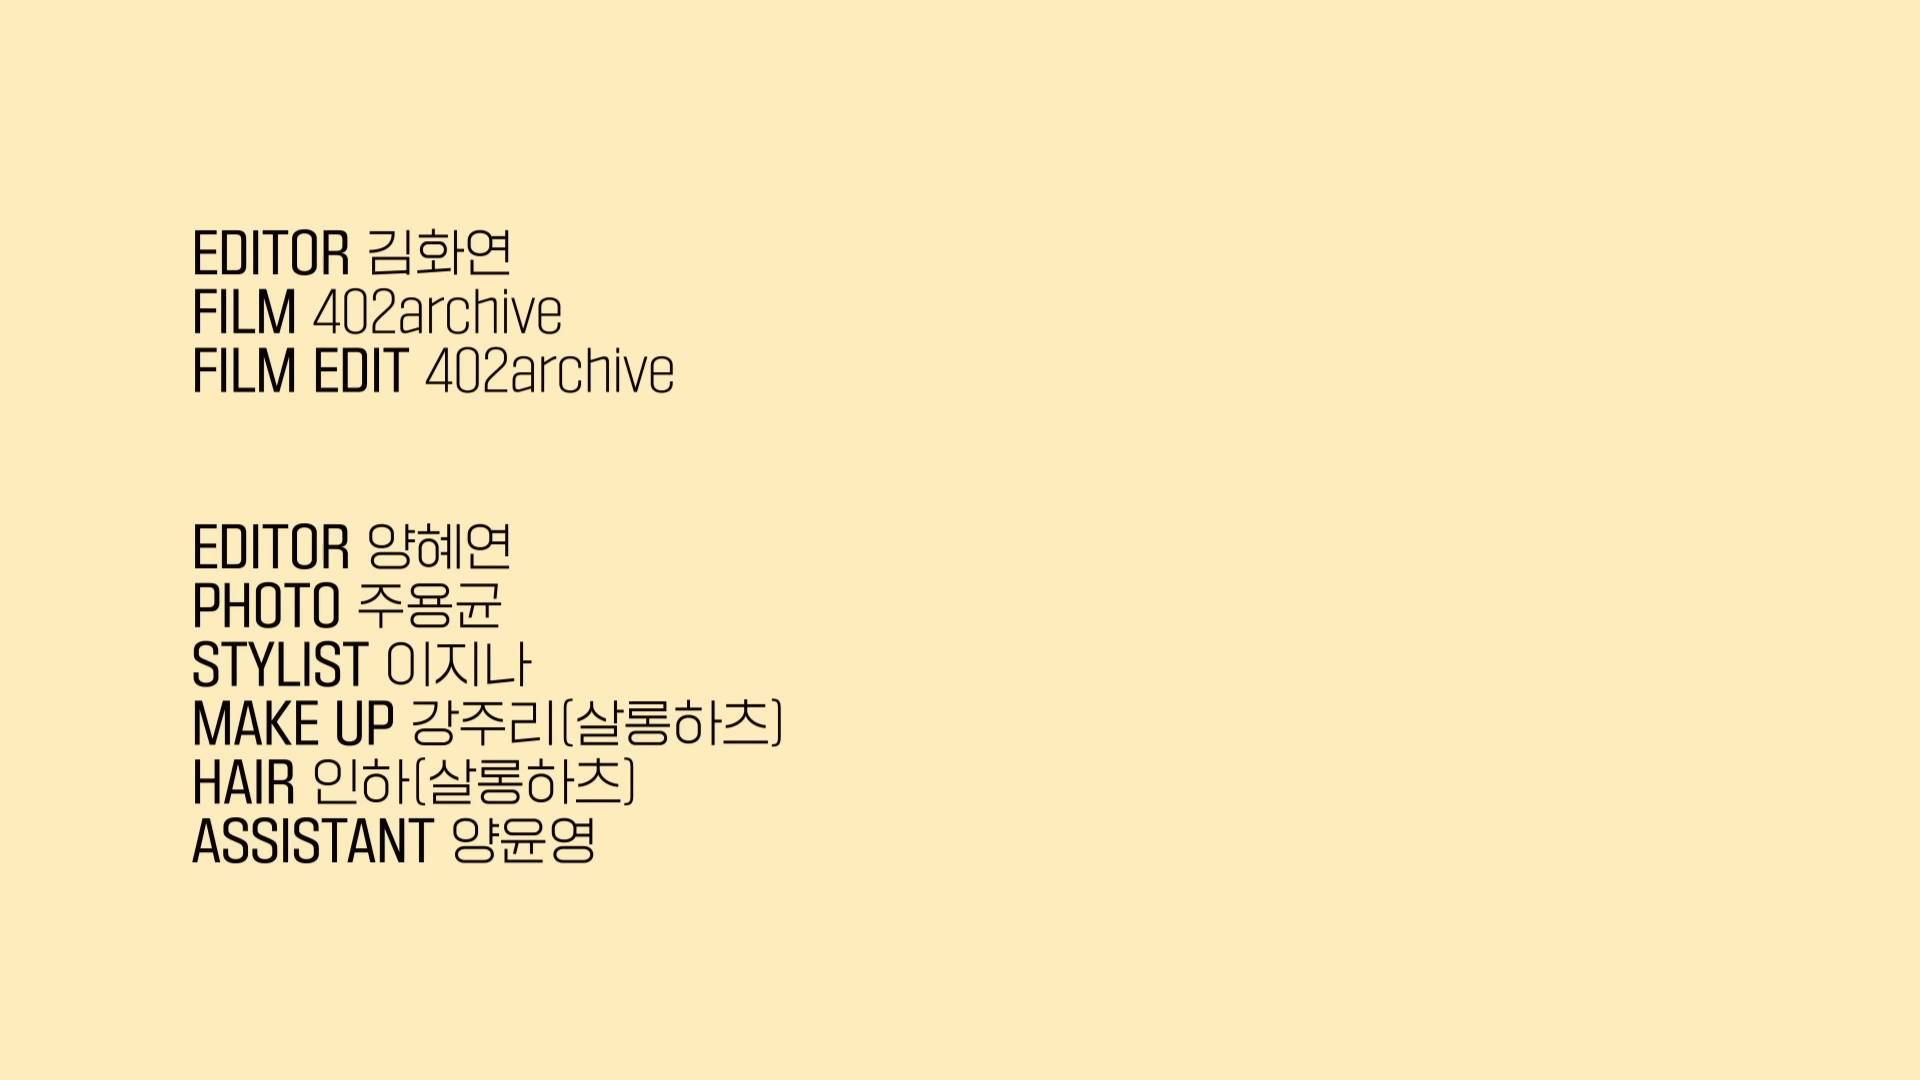 EDITOR 김화연
FILM 402archive
FILM EDIT 402archive
EDITOR 양혜연
PHOTO 주용균
STYLIST 이지나
MAKE UP 강주리(살롱하츠)
HAIR 인하(살롱하츠)
ASSISTANT 양윤영